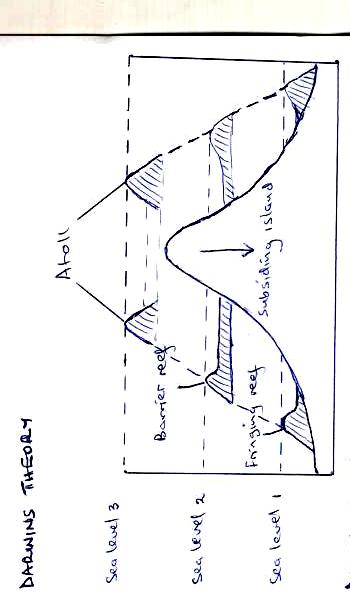 DARWINS THEORY
Atoll
Sea level 3
Barrier reef
Sea level 2
Subsiding island
Fringing reef
Sea level 1